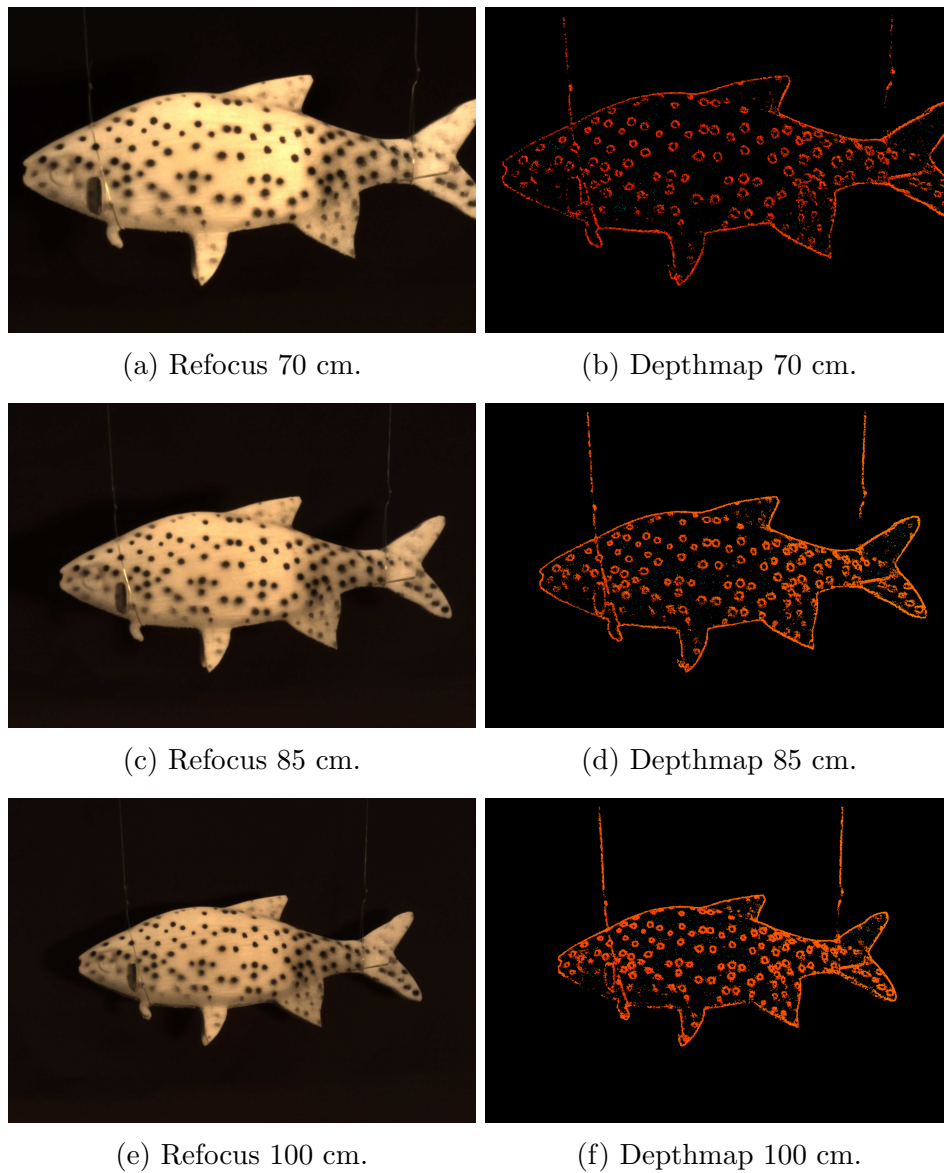 (a) Refocus 70 cm.
(b) Depthmap 70 cm.
(c) Refocus 85 cm.
(d) Depthmap 85 cm.
(e) Refocus 100 cm.
(f) Depthmap 100 cm.